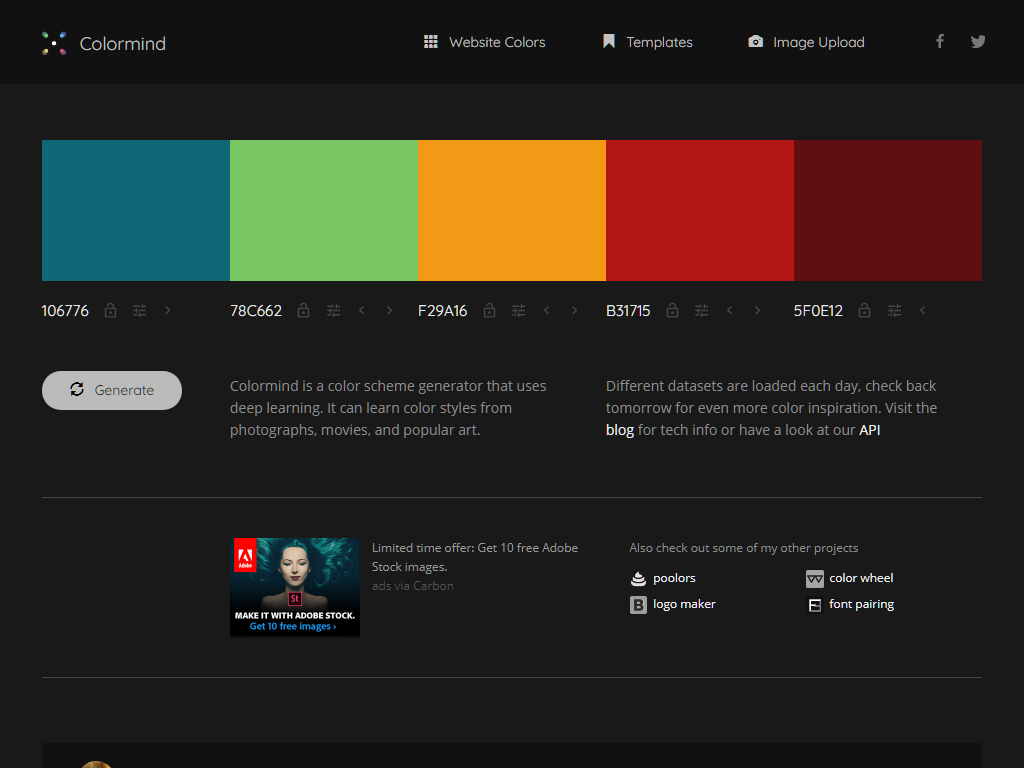 Colormind
Website Colors
Templates
Image Upload
106776
78C662
F29A16
B31715
5F0E12
Generate
Colormind is a color scheme generator that uses
deep learning. It can learn color styles from
photographs, movies, and popular art.
Different datasets are loaded each day, check back
tomorrow for even more color inspiration. Visit the
blog for tech info or have a look at our API
Adobe
St
MAKE IT WITH ADOBE STOCK.
Get 10 free images ›
Limited time offer: Get 10 free Adobe
Stock images.
ads via Carbon
Also check out some of my other projects
poolors
color wheel
B logo maker
font pairing